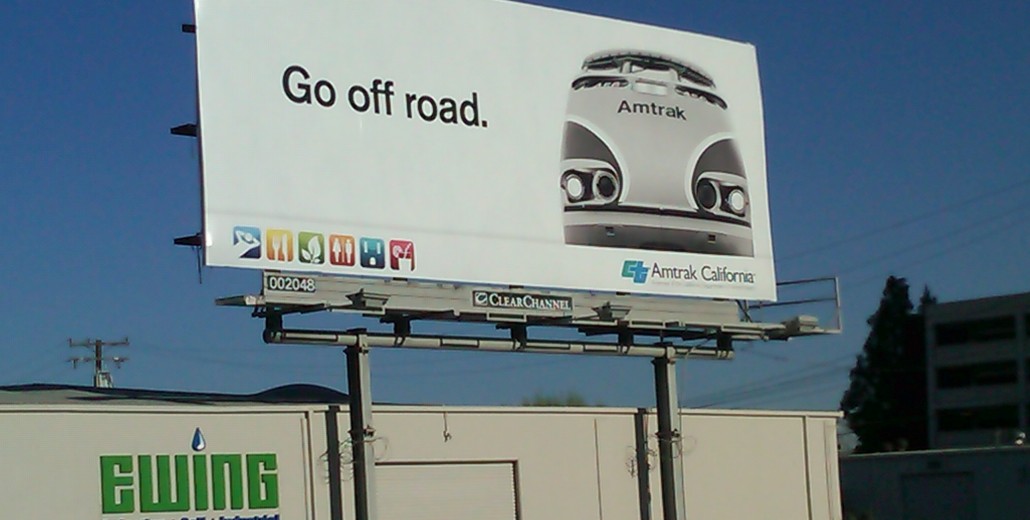 Go off road.
Amtrak
Amtrak California
002048
CLEARCHANNEL
EWING